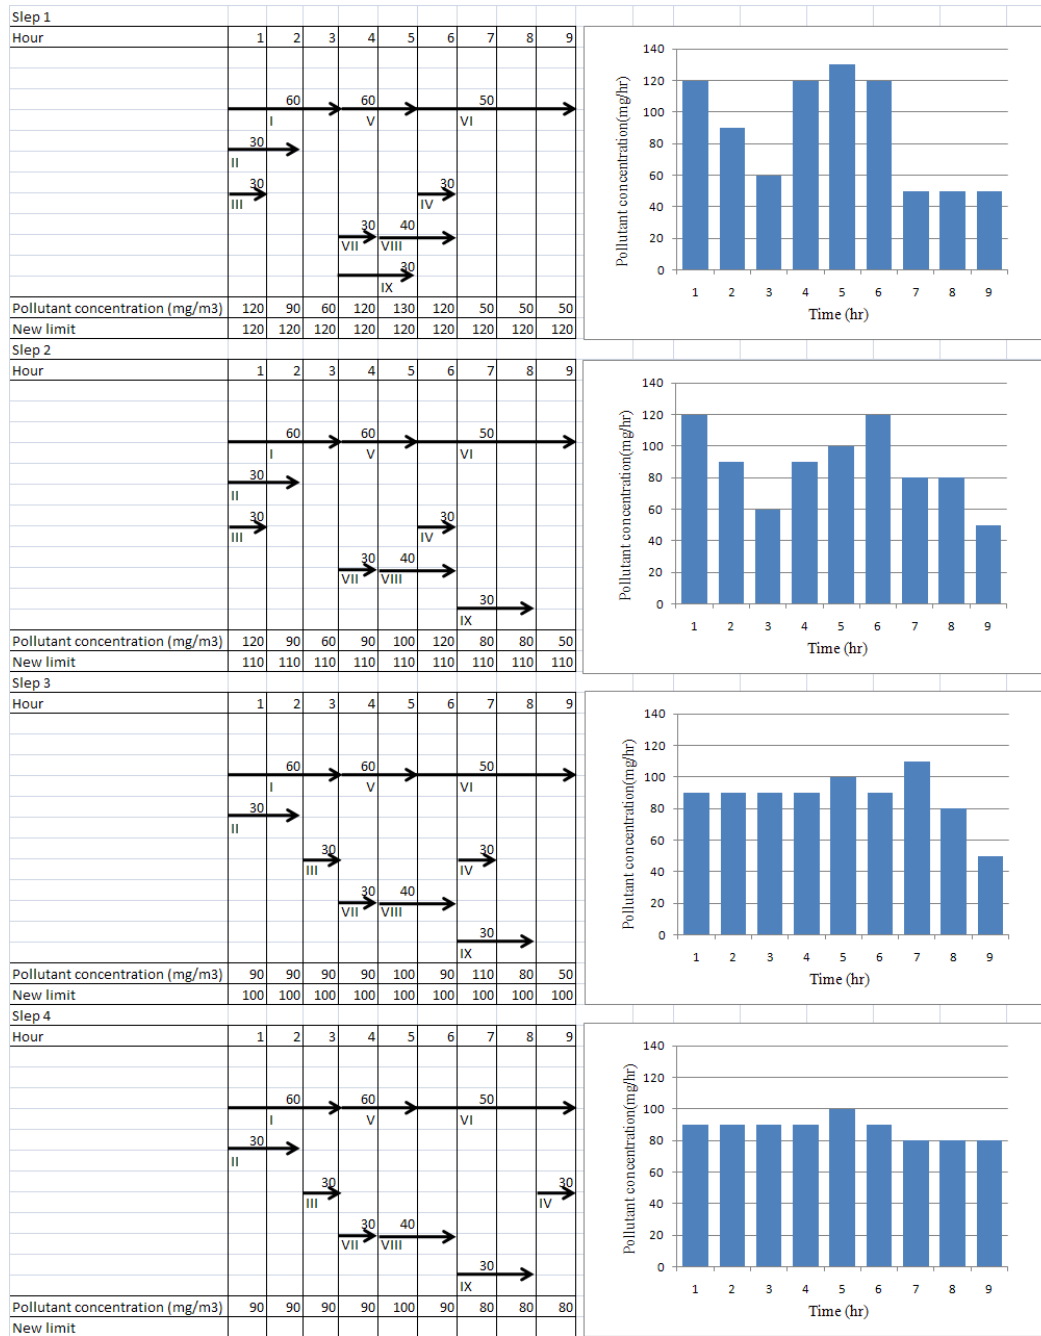 Slep 1
Hour 1 2 3 4 5 6 7 8 9
60 60 50
I V VI
30
II
30 30
III IV
30 40
VII VIII
30
IX
Pollutant concentration (mg/m3) 120 90 60 120 130 120 50 50 50
New limit 120 120 120 120 120 120 120 120 120
140
120
100
80
60
40
20
0
Pollutant concentration(mg/hr)
1 2 3 4 5 6 7 8 9
Time (hr)
Slep 2
Hour 1 2 3 4 5 6 7 8 9
60 60 50
I V VI
30
II
30 30
III IV
30 40
VII VIII
30
IX
Pollutant concentration (mg/m3) 120 90 60 90 100 120 80 80 50
New limit 110 110 110 110 110 110 110 110 110
140
120
100
80
60
40
20
0
Pollutant concentration(mg/hr)
1 2 3 4 5 6 7 8 9
Time (hr)
Slep 3
Hour 1 2 3 4 5 6 7 8 9
60 60 50
I V VI
30
II
30 30
III IV
30 40
VII VIII
30
IX
Pollutant concentration (mg/m3) 90 90 90 90 100 90 110 80 50
New limit 100 100 100 100 100 100 100 100 100
140
120
100
80
60
40
20
0
Pollutant concentration(mg/hr)
1 2 3 4 5 6 7 8 9
Time (hr)
Slep 4
Hour 1 2 3 4 5 6 7 8 9
60 60 50
I V VI
30
II
30 30
III IV
30 40
VII VIII
30
IX
Pollutant concentration (mg/m3) 90 90 90 90 100 90 80 80 80
New limit
140
120
100
80
60
40
20
0
Pollutant concentration(mg/hr)
1 2 3 4 5 6 7 8 9
Time (hr)